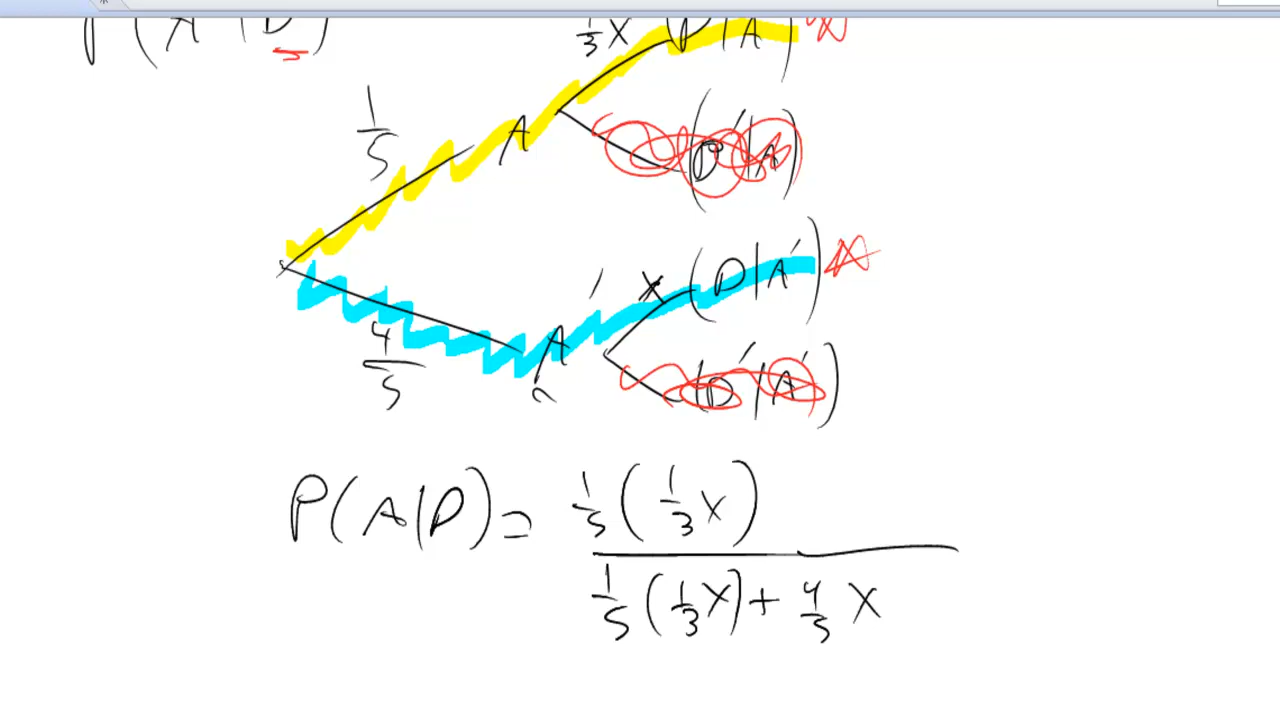 P(A|D)
1/3 X (D|A)
1/5
A
(D'|A)
X (D|A')
4/5
A'
(D'|A')
P(A|D) = 1/5 (1/3 X)
1/5 (1/3 X) + 4/5 X